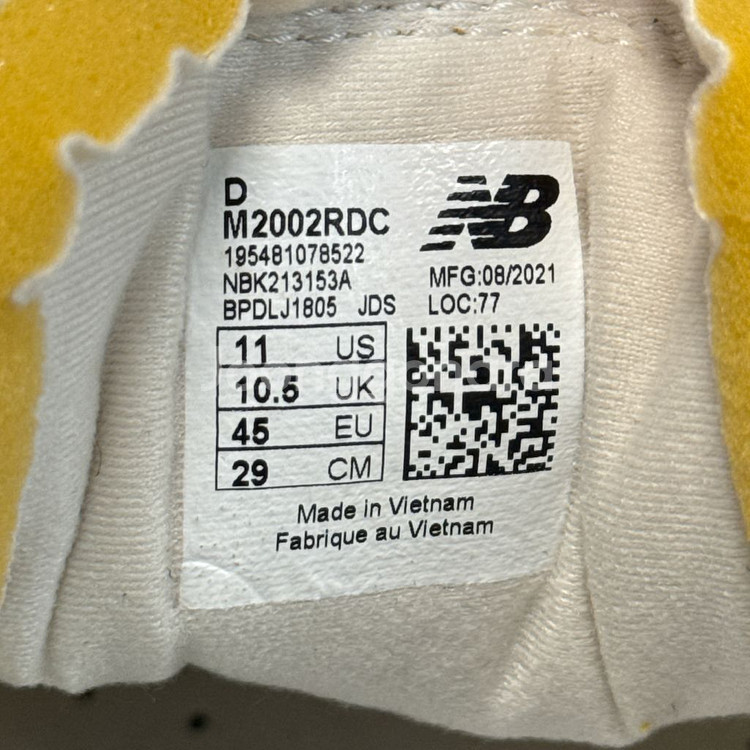 D
M2002RDC
195481078522
NBK213153A
BPDLJ1805 JDS
NB
MFG:08/2021
LOC:77
11 US
10.5 UK
45 EU
29 CM
Made in Vietnam
Fabrique au Vietnam